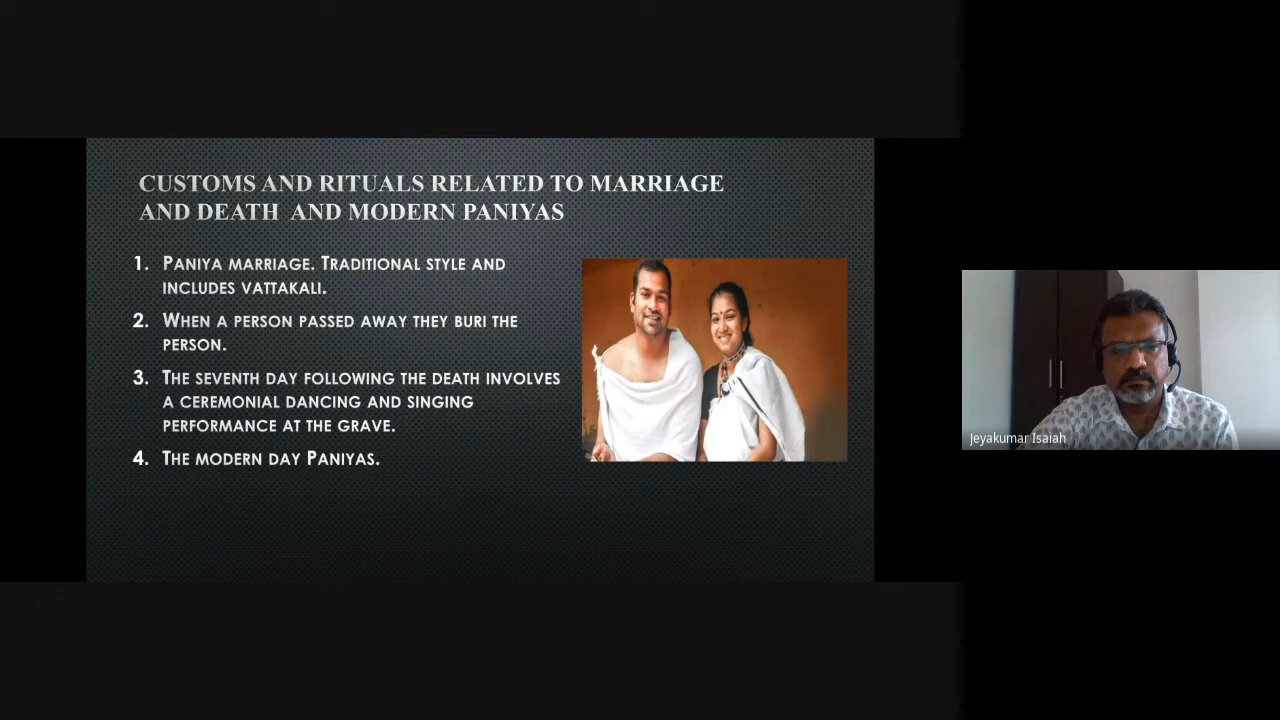 CUSTOMS AND RITUALS RELATED TO MARRIAGE
AND DEATH AND MODERN PANIYAS
1. PANIYA MARRIAGE. TRADITIONAL STYLE AND
INCLUDES VATTAKALI.
2. WHEN A PERSON PASSED AWAY THEY BURI THE
PERSON.
3. THE SEVENTH DAY FOLLOWING THE DEATH INVOLVES
A CEREMONIAL DANCING AND SINGING
PERFORMANCE AT THE GRAVE.
4. THE MODERN DAY PANIYAS.
Jeyakumar Isaiah